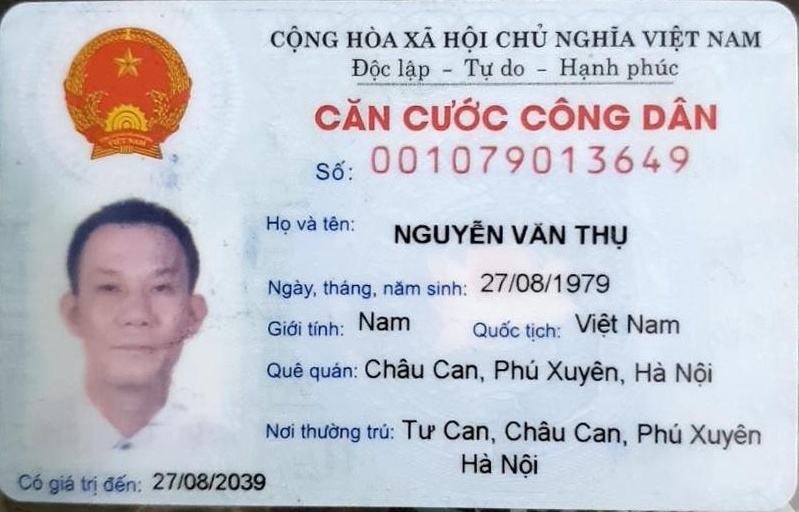 CỘNG HÒA XÃ HỘI CHỦ NGHĨA VIỆT NAM
Độc lập - Tự do - Hạnh phúc
CĂN CƯỚC CÔNG DÂN
Số: 001079013649
Họ và tên: NGUYỄN VĂN THỤ
Ngày, tháng, năm sinh: 27/08/1979
Giới tính: Nam Quốc tịch: Việt Nam
Quê quán: Châu Can, Phú Xuyên, Hà Nội
Nơi thường trú: Tư Can, Châu Can, Phú Xuyên
Hà Nội
Có giá trị đến: 27/08/2039
VIỆT NAM